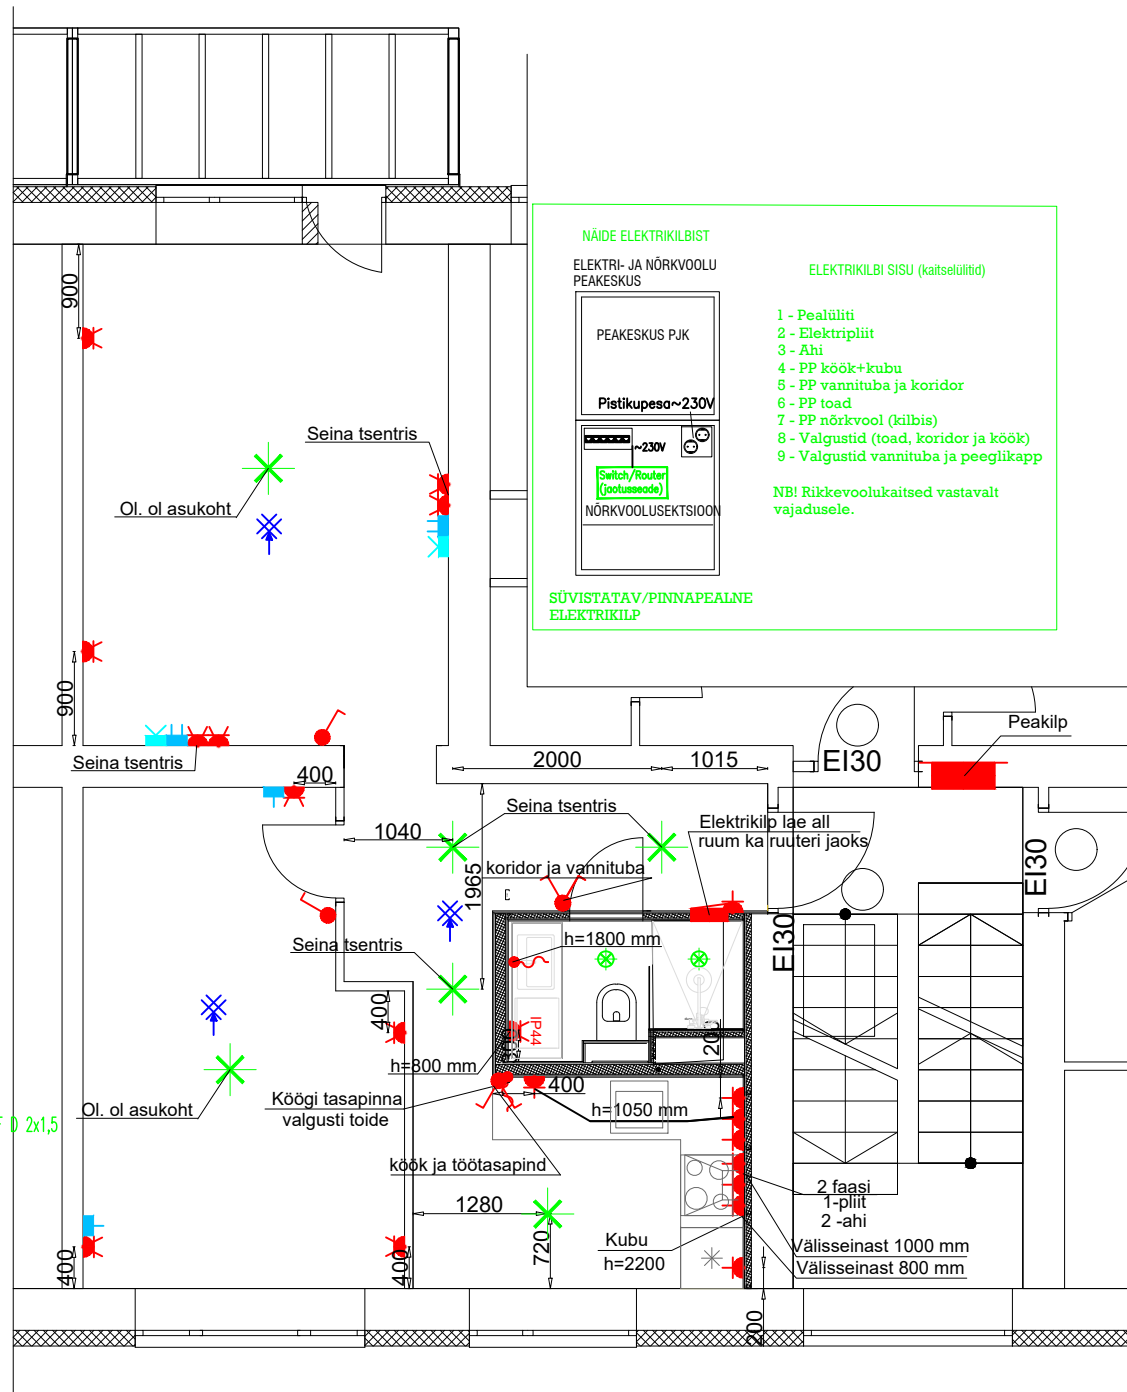 NÄIDE ELEKTRIKILBIST
ELEKTRI- JA NÕRKVOOLU
PEAKESKUS
PEAKESKUS PJK
Pistikupesa~230V
~230V
Switch/Router
(jaotusseade)
NÕRKVOOLUSEKTSIOON
SÜVISTATAV/PINNAPEALNE
ELEKTRIKILP
ELEKTRIKILBI SISU (kaitselülitid)
1 - Pealüliti
2 - Elektripliit
3 - Ahi
4 - PP köök+kubu
5 - PP vannituba ja koridor
6 - PP toad
7 - PP nõrkvool (kilbis)
8 - Valgustid (toad, koridor ja köök)
9 - Valgustid vannituba ja peeglikapp
NB! Rikkevoolukaitsed vastavalt
vajadusele.
900
Seina tsentris
Ol. ol asukoht
900
Seina tsentris
400
2000
1015
EI30
Peakilp
Seina tsentris
1040
Elektrikilp lae all
ruum ka ruuteri jaoks
EI30
koridor ja vannituba
1965
E
h=1800 mm
EI30
Seina tsentris
400
IP44
200
h=800 mm
400
Köögi tasapinna
valgusti toide
h=1050 mm
Ol. ol asukoht
F D 2x1,5
köök ja töötasapind
2 faasi
1-pliit
2 -ahi
1280
720
Kubu
h=2200
Välisseinast 1000 mm
Välisseinast 800 mm
400
400
200